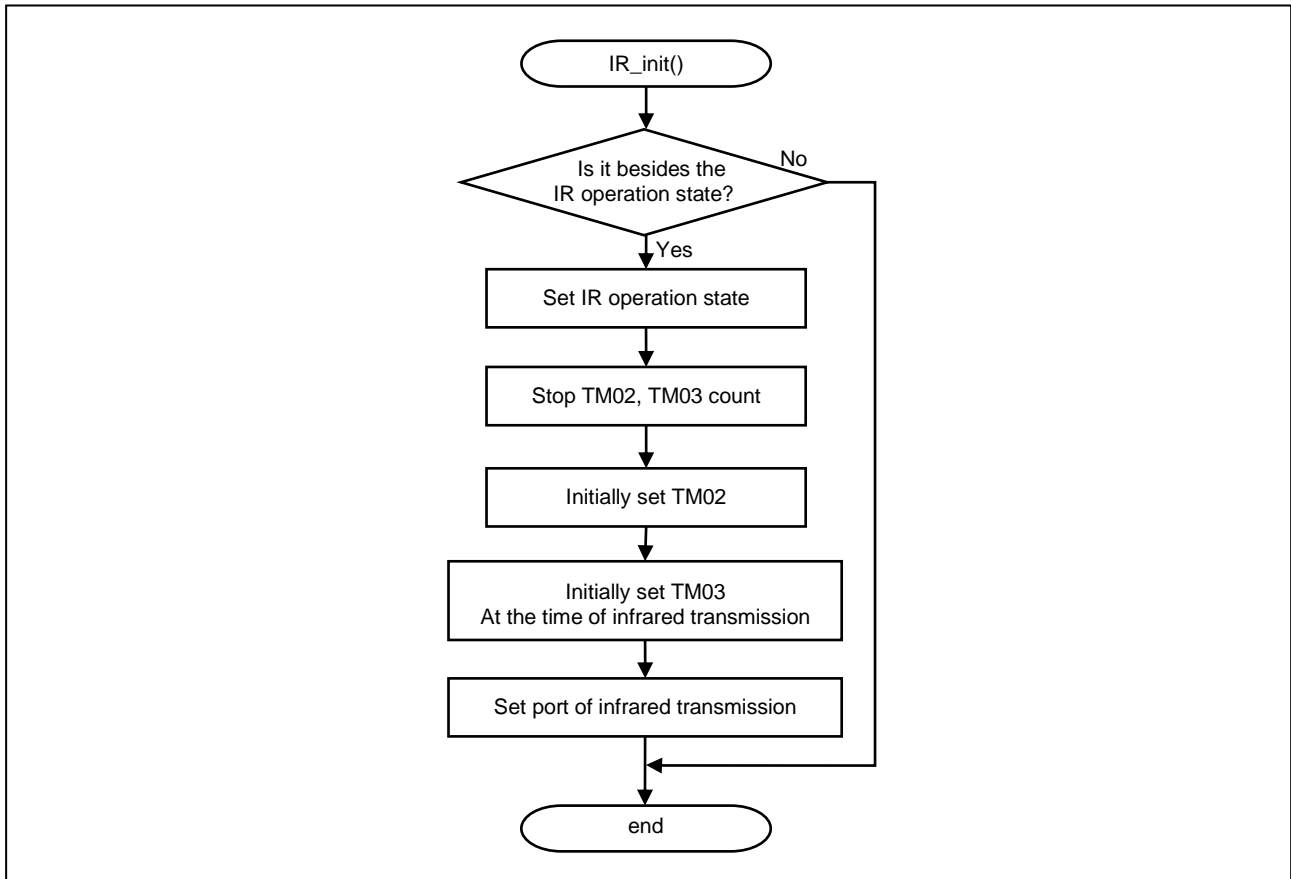 IR_init()
Is it besides the
IR operation state?
No
Yes
Set IR operation state
Stop TM02, TM03 count
Initially set TM02
Initially set TM03
At the time of infrared transmission
Set port of infrared transmission
end